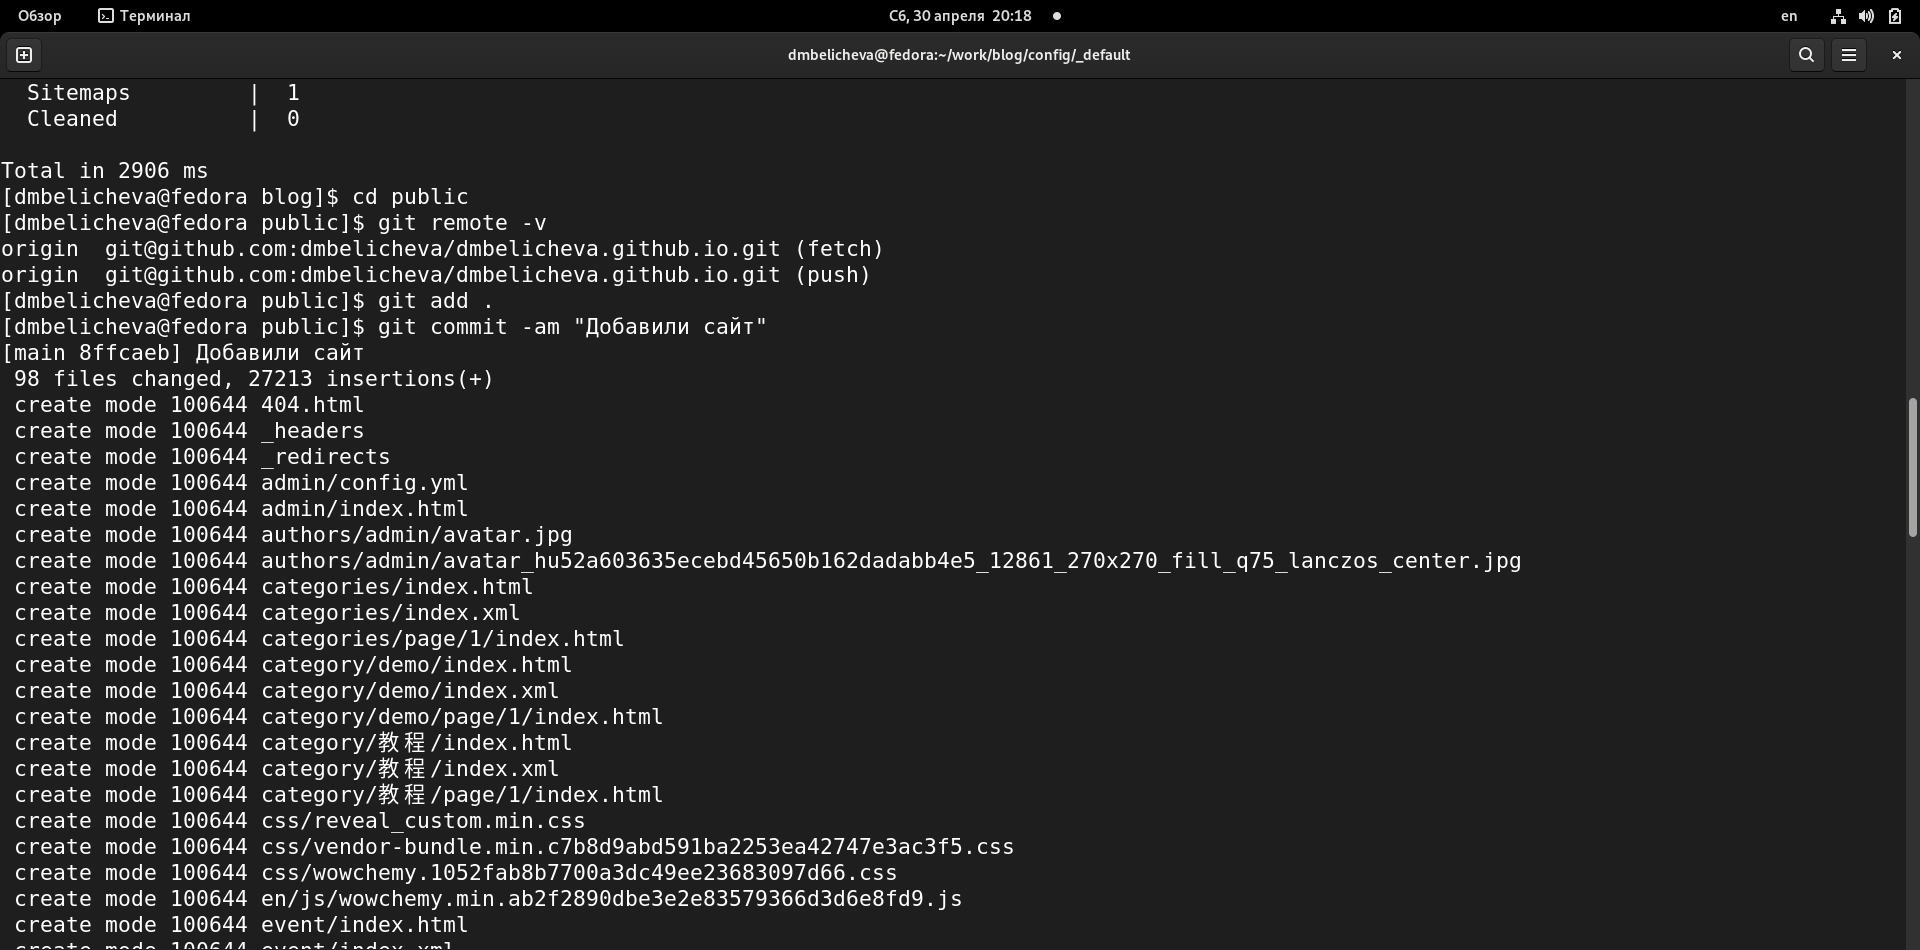 Обзор Терминал Сб, 30 апреля 20:18 en
dmbelicheva@fedora:~/work/blog/config/_default
  Sitemaps         |  1
  Cleaned          |  0
Total in 2906 ms
[dmbelicheva@fedora blog]$ cd public
[dmbelicheva@fedora public]$ git remote -v
origin  git@github.com:dmbelicheva/dmbelicheva.github.io.git (fetch)
origin  git@github.com:dmbelicheva/dmbelicheva.github.io.git (push)
[dmbelicheva@fedora public]$ git add .
[dmbelicheva@fedora public]$ git commit -am "Добавили сайт"
[main 8ffcaeb] Добавили сайт
 98 files changed, 27213 insertions(+)
 create mode 100644 404.html
 create mode 100644 _headers
 create mode 100644 _redirects
 create mode 100644 admin/config.yml
 create mode 100644 admin/index.html
 create mode 100644 authors/admin/avatar.jpg
 create mode 100644 authors/admin/avatar_hu52a603635ecebd45650b162dadabb4e5_12861_270x270_fill_q75_lanczos_center.jpg
 create mode 100644 categories/index.html
 create mode 100644 categories/index.xml
 create mode 100644 categories/page/1/index.html
 create mode 100644 category/demo/index.html
 create mode 100644 category/demo/index.xml
 create mode 100644 category/demo/page/1/index.html
 create mode 100644 category/教程/index.html
 create mode 100644 category/教程/index.xml
 create mode 100644 category/教程/page/1/index.html
 create mode 100644 css/reveal_custom.min.css
 create mode 100644 css/vendor-bundle.min.c7b8d9abd591ba2253ea42747e3ac3f5.css
 create mode 100644 css/wowchemy.1052fab8b7700a3dc49ee23683097d66.css
 create mode 100644 en/js/wowchemy.min.ab2f2890dbe3e2e83579366d3d6e8fd9.js
 create mode 100644 event/index.html
 create mode 100644 event/index.xml